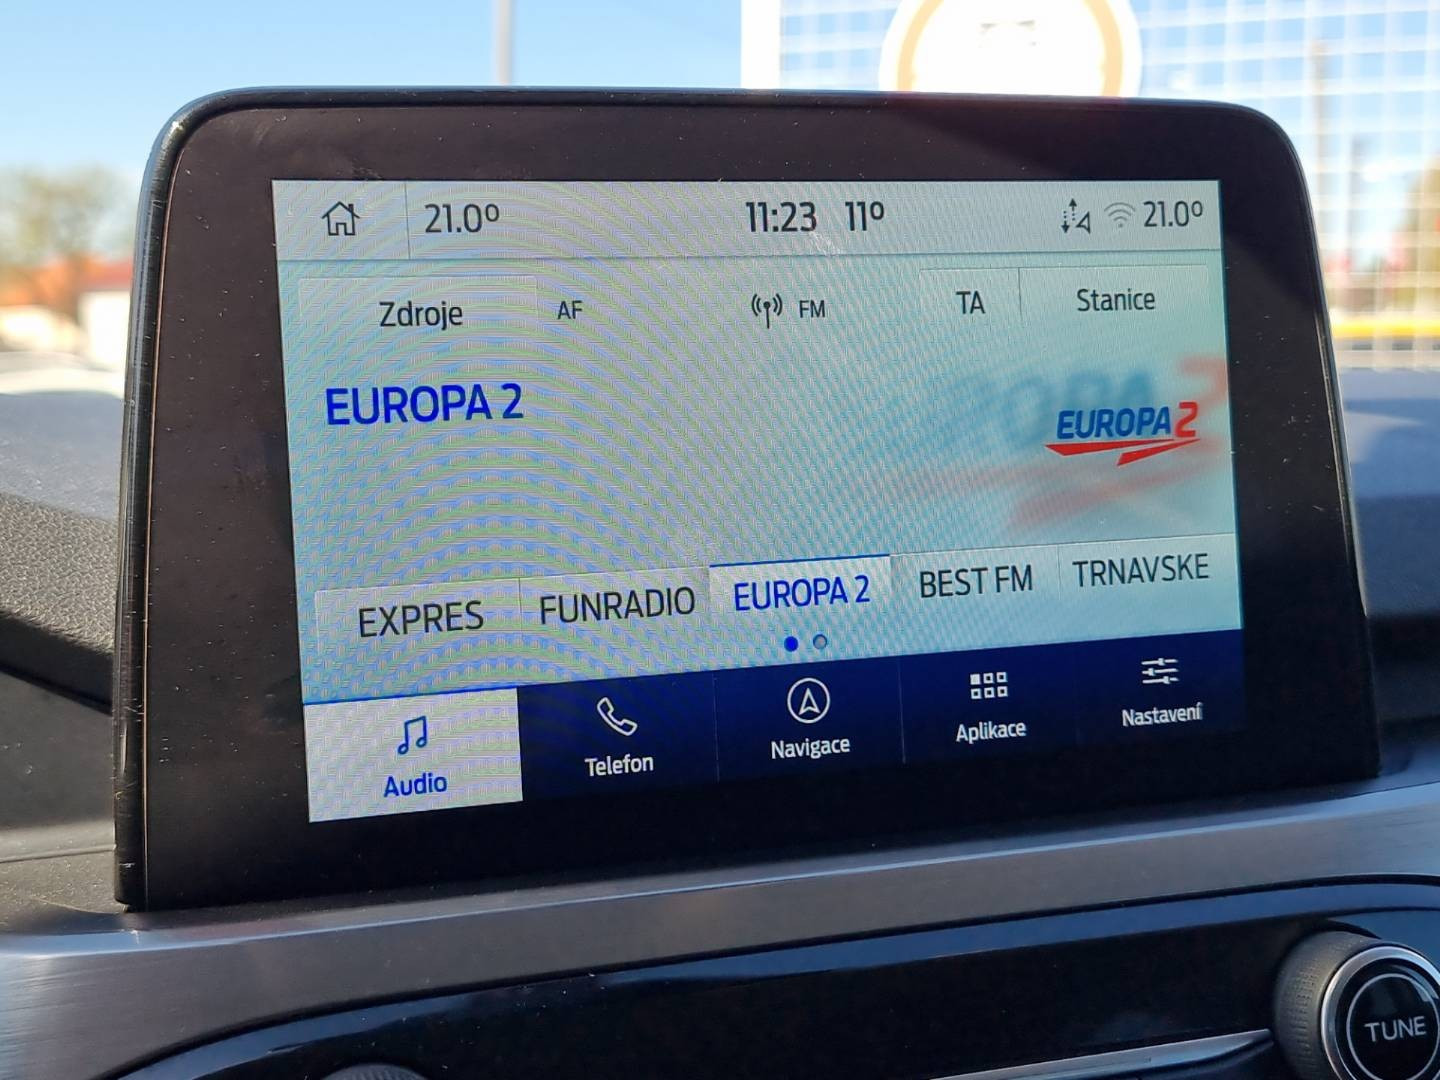 21.0°
11:23 11°
21.0°
Zdroje
AF
FM
TA
Stanice
EUROPA 2
EUROPA 2
EXPRES
FUNRADIO
EUROPA 2
BEST FM
TRNAVSKE
Audio
Telefon
Navigace
Aplikace
Nastavení
TUNE